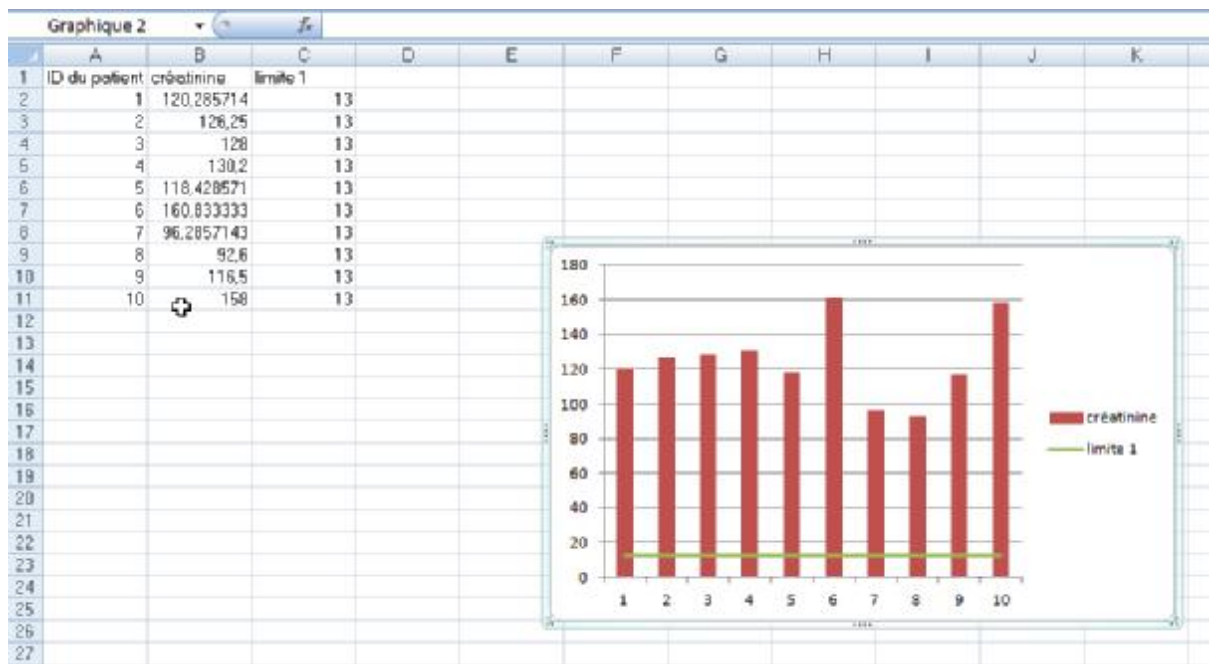 Graphique 2 fx
A B C D E F G H I J K
1 ID du patient créatinine limite 1
2 1 120,285714 13
3 2 126,25 13
4 3 128 13
5 4 130,2 13
6 5 118,428571 13
7 6 160,833333 13
8 7 96,2857143 13
9 8 92,6 13
10 9 116,5 13
11 10 158 13
12
13
14
15
16
17
18
19
20
21
22
23
24
25
26
27
180
160
140
120
100
80
60
40
20
0
1 2 3 4 5 6 7 8 9 10
créatinine
limite 1